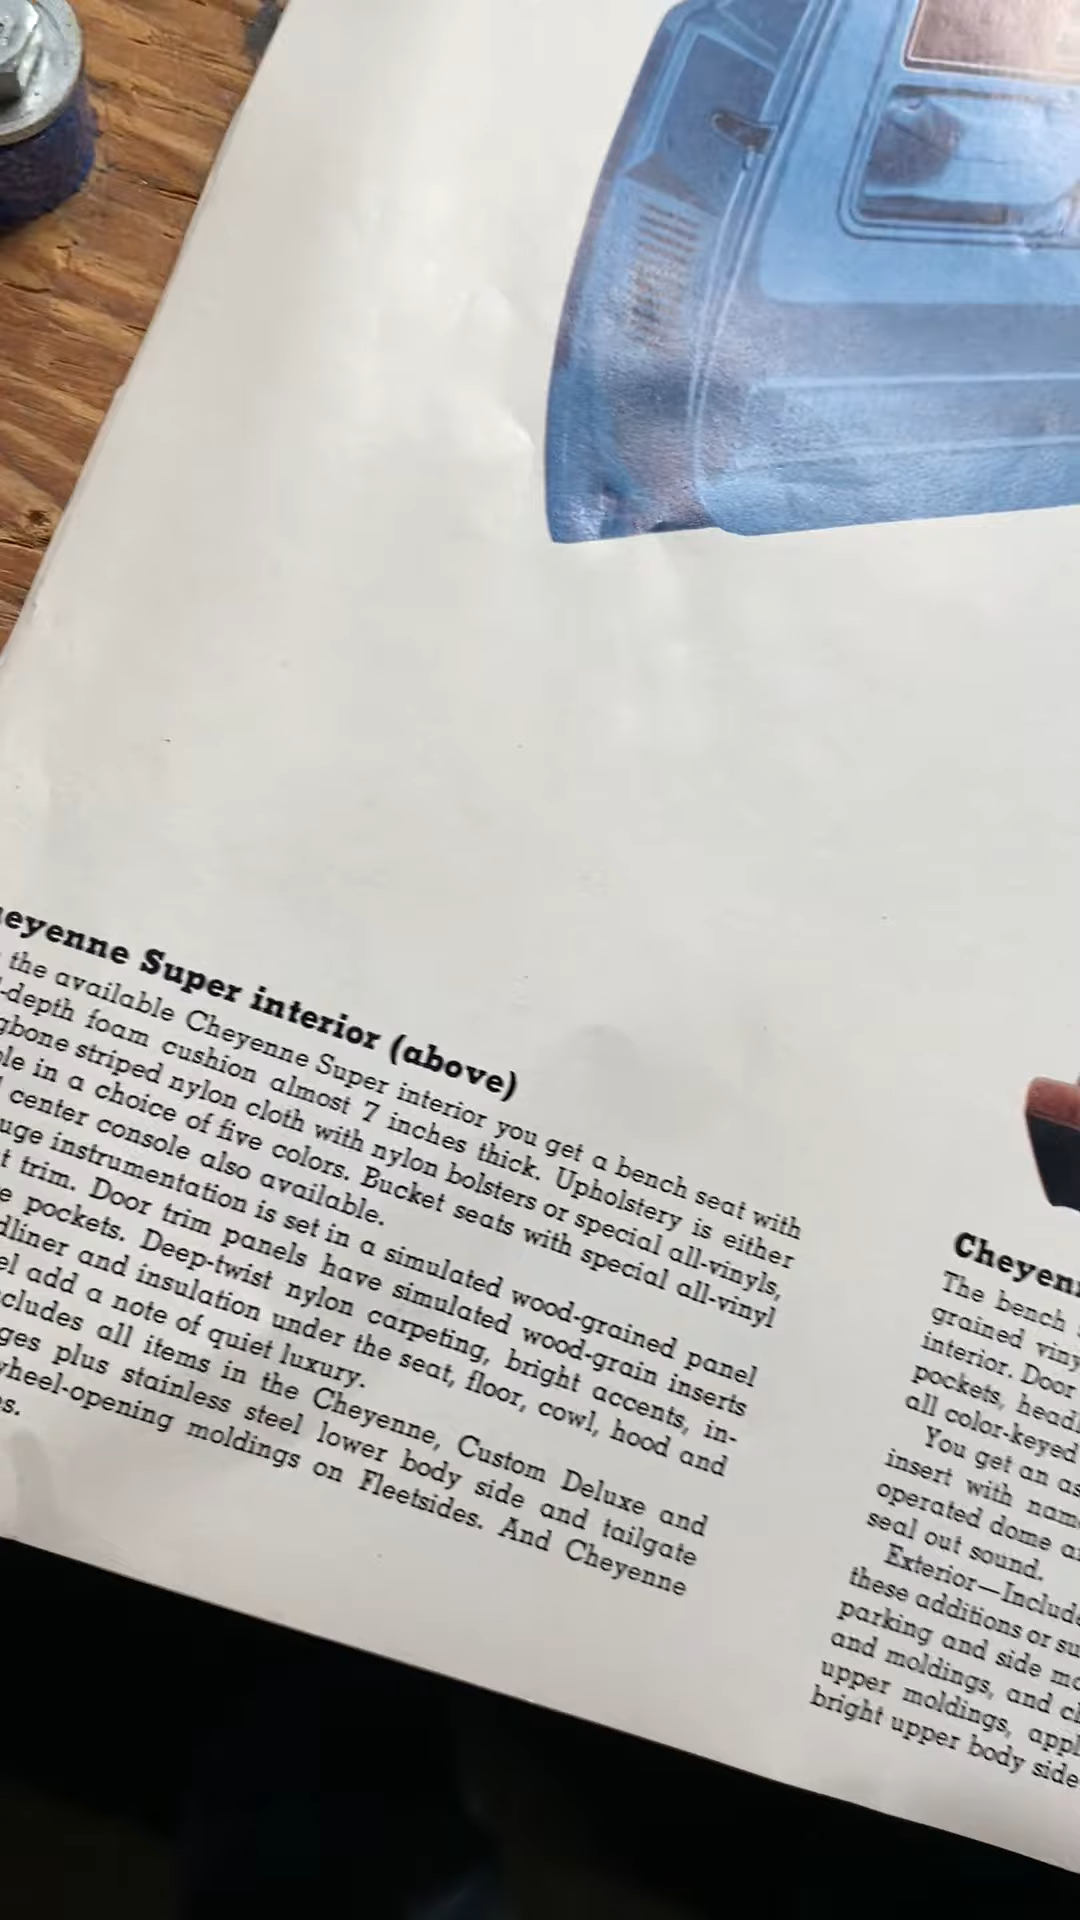 eyenne Super interior (above)
the available Cheyenne Super interior you get a bench seat with
-depth foam cushion almost 7 inches thick. Upholstery is either
gbone striped nylon cloth with nylon bolsters or special all-vinyls,
le in a choice of five colors. Bucket seats with special all-vinyl
center console also available.
uge instrumentation is set in a simulated wood-grained panel
t trim. Door trim panels have simulated wood-grain inserts
e pockets. Deep-twist nylon carpeting, bright accents, in-
dliner and insulation under the seat, floor, cowl, hood and
el add a note of quiet luxury.
cludes all items in the Cheyenne, Custom Deluxe and
ges plus stainless steel lower body side and tailgate
wheel-opening moldings on Fleetsides. And Cheyenne
es.
Cheyenn
The bench
grained viny
interior. Door
pockets, headl
all color-keyed
You get an as
insert with name
operated dome a
seal out sound.
Exterior—Include
these additions or su
parking and side ma
and moldings, and ch
upper moldings, appl
bright upper body side